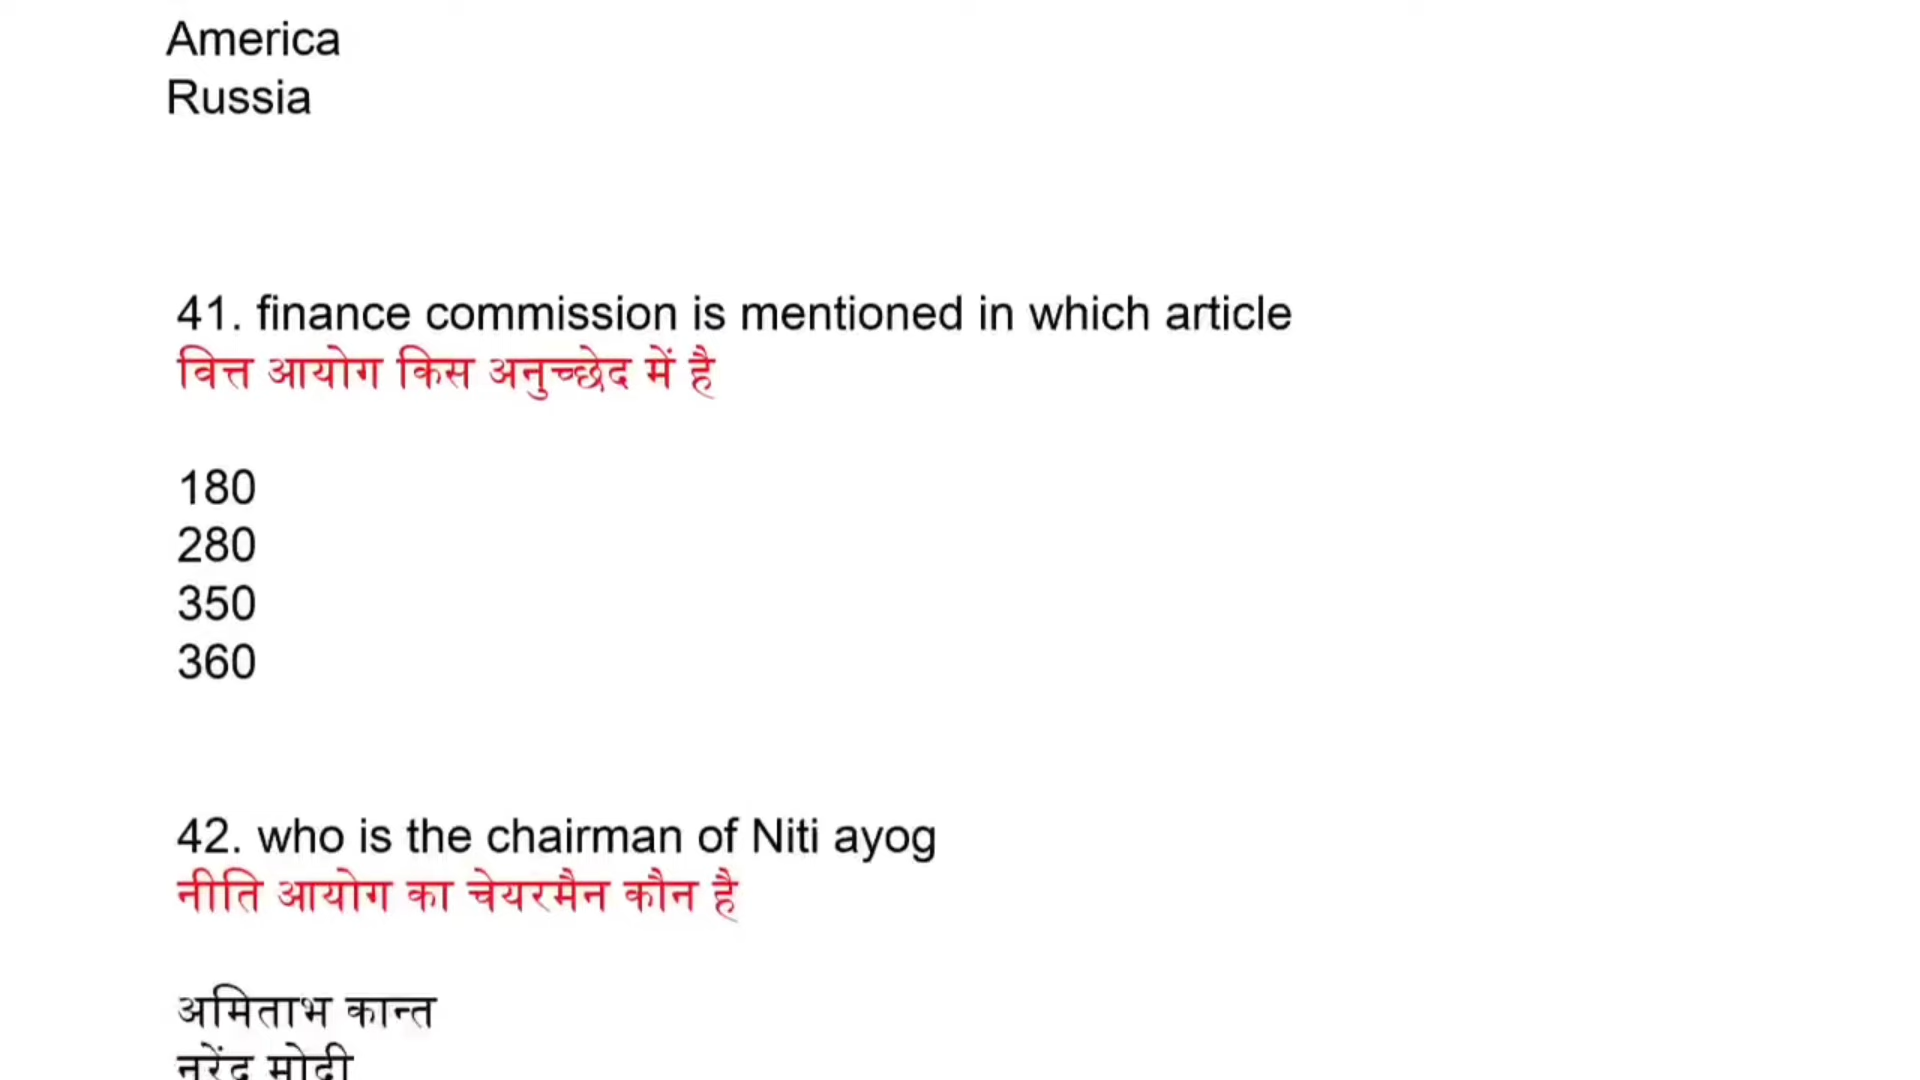 America
Russia
41. finance commission is mentioned in which article
वित्त आयोग किस अनुच्छेद में है
180
280
350
360
42. who is the chairman of Niti ayog
नीति आयोग का चेयरमैन कौन है
अमिताभ कान्त
नरेंद्र मोदी